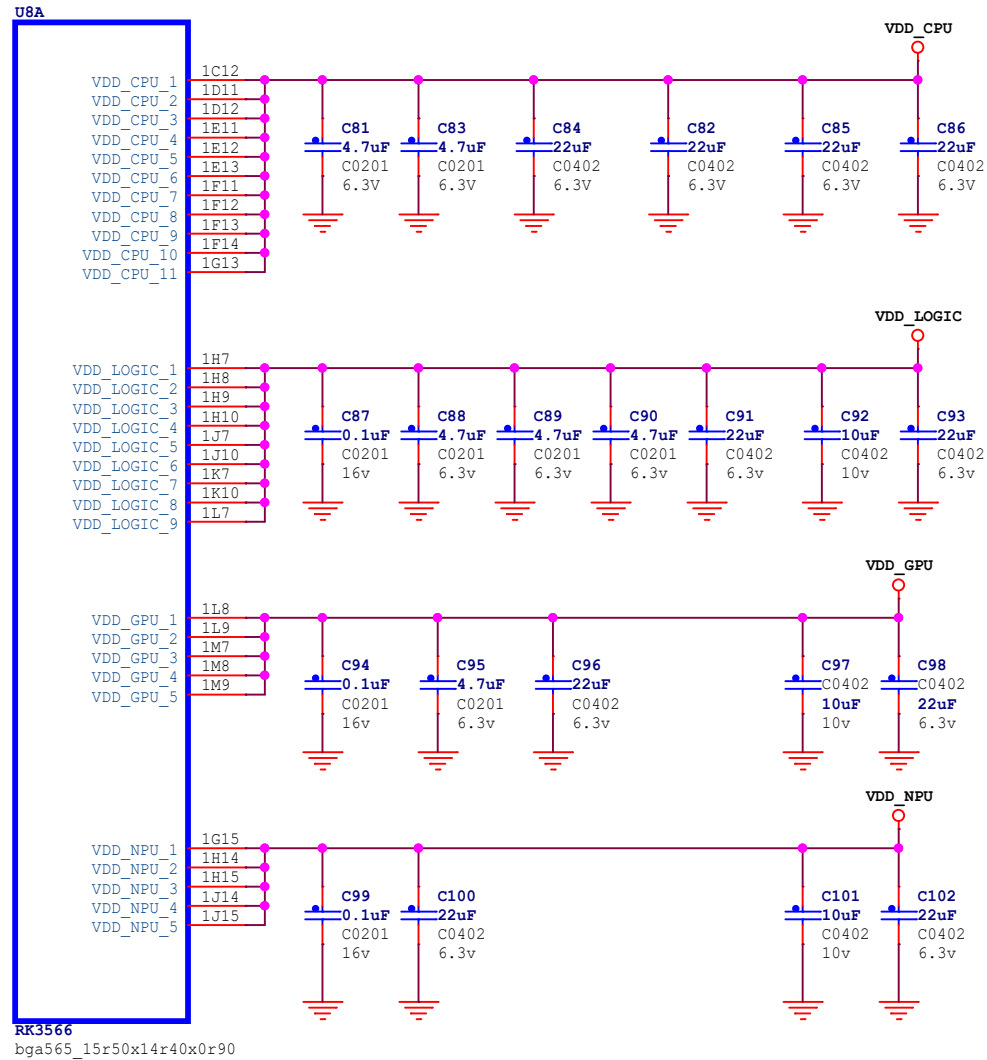 U8A
VDD_CPU
VDD_CPU_1 1C12
VDD_CPU_2 1D11
VDD_CPU_3 1D12
VDD_CPU_4 1E11
VDD_CPU_5 1E12
VDD_CPU_6 1E13
VDD_CPU_7 1F11
VDD_CPU_8 1F12
VDD_CPU_9 1F13
VDD_CPU_10 1F14
VDD_CPU_11 1G13
C81 C83 C84 C82 C85 C86
4.7uF 4.7uF 22uF 22uF 22uF 22uF
C0201 C0201 C0402 C0402 C0402 C0402
6.3V 6.3V 6.3V 6.3V 6.3V 6.3V
VDD_LOGIC
VDD_LOGIC_1 1H7
VDD_LOGIC_2 1H8
VDD_LOGIC_3 1H9
VDD_LOGIC_4 1H10
VDD_LOGIC_5 1J7
VDD_LOGIC_6 1J10
VDD_LOGIC_7 1K7
VDD_LOGIC_8 1K10
VDD_LOGIC_9 1L7
C87 C88 C89 C90 C91 C92 C93
0.1uF 4.7uF 4.7uF 4.7uF 22uF 10uF 22uF
C0201 C0201 C0201 C0201 C0402 C0402 C0402
16v 6.3v 6.3v 6.3v 6.3v 10v 6.3v
VDD_GPU
VDD_GPU_1 1L8
VDD_GPU_2 1L9
VDD_GPU_3 1M7
VDD_GPU_4 1M8
VDD_GPU_5 1M9
C94 C95 C96 C97 C98
0.1uF 4.7uF 22uF C0402 C0402
C0201 C0201 C0402 10uF 22uF
16v 6.3v 6.3v 10v 6.3v
VDD_NPU
VDD_NPU_1 1G15
VDD_NPU_2 1H14
VDD_NPU_3 1H15
VDD_NPU_4 1J14
VDD_NPU_5 1J15
C99 C100 C101 C102
0.1uF 22uF 10uF 22uF
C0201 C0402 C0402 C0402
16v 6.3v 10v 6.3v
RK3566
bga565_15r50x14r40x0r90